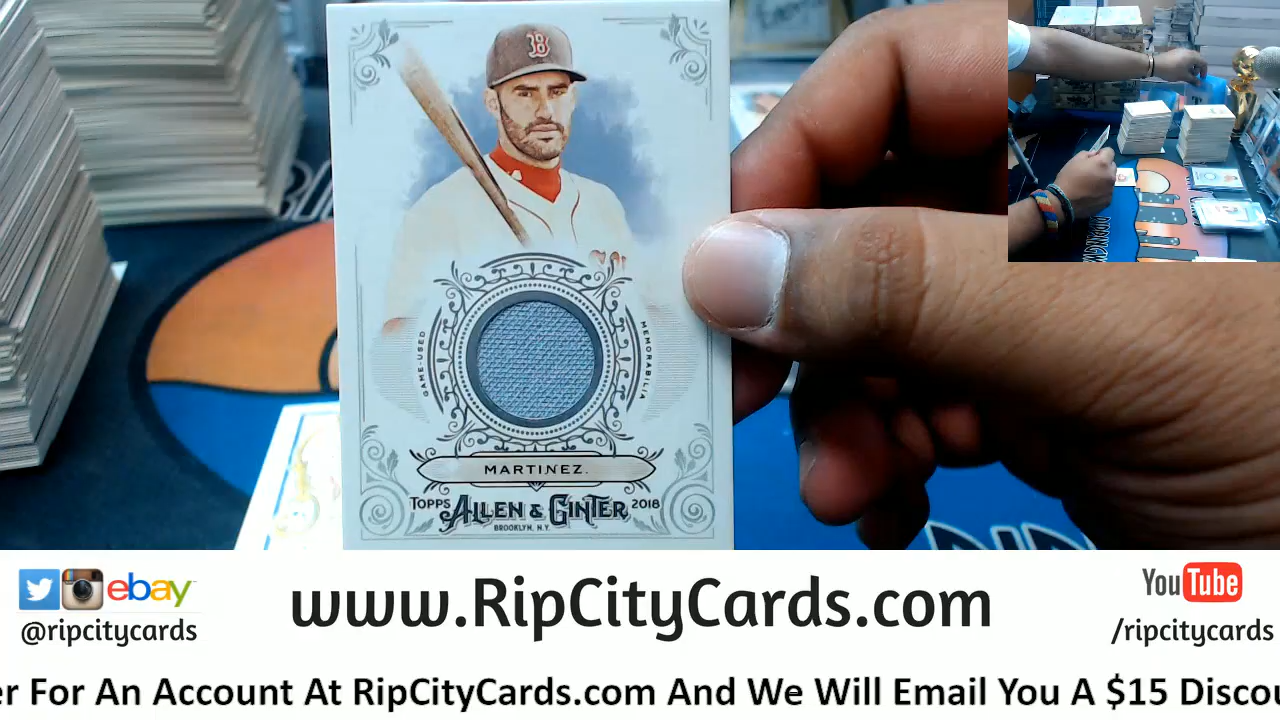 B
GAME-USED
MEMORABILIA
MARTINEZ.
TOPPS ALLEN & GINTER 2018
BROOKLYN, N.Y.
ebay
@ripcitycards
www.RipCityCards.com
YouTube
/ripcitycards
er For An Account At RipCityCards.com And We Will Email You A $15 Discou